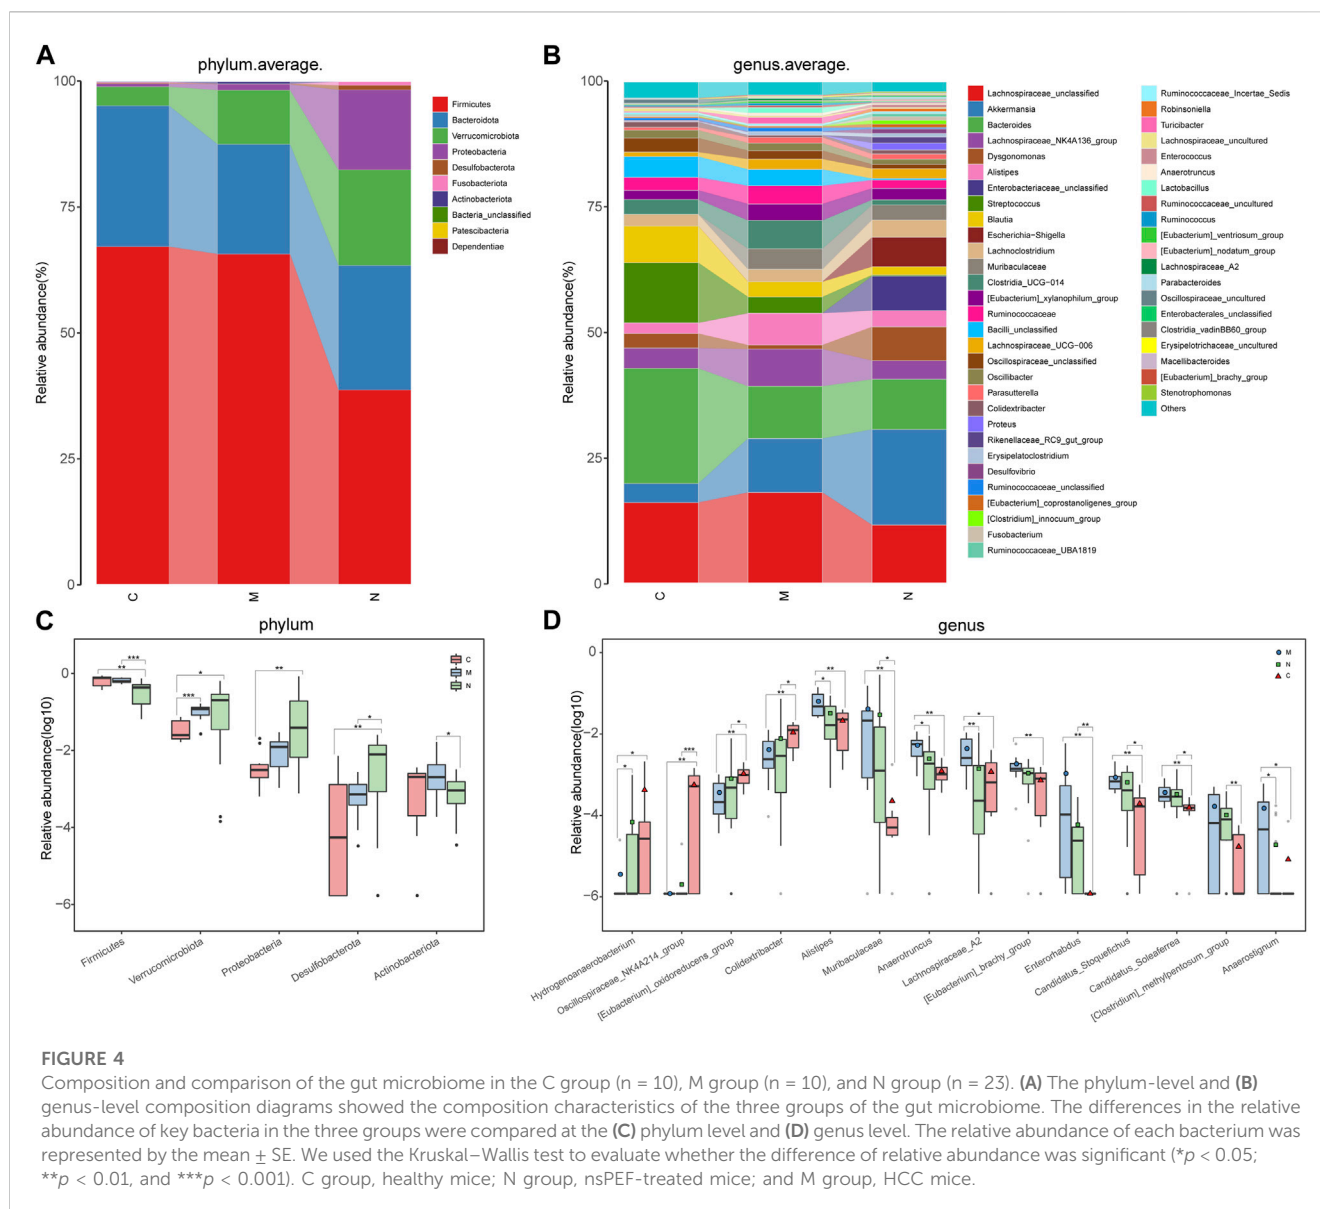 A
phylum.average.
100
75
50
25
0
Relative abundance(%)
C
M
N
Firmicutes
Bacteroidota
Verrucomicrobiota
Proteobacteria
Desulfobacterota
Fusobacteriota
Actinobacteriota
Bacteria_unclassified
Patescibacteria
Dependentiae
B
genus.average.
100
75
50
25
0
Relative abundance(%)
C
M
N
Lachnospiraceae_unclassified
Akkermansia
Bacteroides
Lachnospiraceae_NK4A136_group
Dysgonomonas
Alistipes
Enterobacteriaceae_unclassified
Streptococcus
Blautia
Escherichia-Shigella
Lachnoclostridium
Muribaculaceae
Clostridia_UCG-014
[Eubacterium]_xylanophilum_group
Ruminococcaceae
Bacilli_unclassified
Lachnospiraceae_UCG-006
Oscillospiraceae_unclassified
Oscillibacter
Parasutterella
Colidextribacter
Proteus
Rikenellaceae_RC9_gut_group
Erysipelatoclostridium
Desulfovibrio
Ruminococcaceae_unclassified
[Eubacterium]_coprostanoligenes_group
[Clostridium]_innocuum_group
Fusobacterium
Ruminococcaceae_UBA1819
Ruminococcaceae_Incertae_Sedis
Robinsoniella
Turicibacter
Lachnospiraceae_uncultured
Enterococcus
Anaerotruncus
Lactobacillus
Ruminococcaceae_uncultured
Ruminococcus
[Eubacterium]_ventriosum_group
[Eubacterium]_nodatum_group
Lachnospiraceae_A2
Parabacteroides
Oscillospiraceae_uncultured
Enterobacterales_unclassified
Clostridia_vadinBB60_group
Erysipelotrichaceae_uncultured
Macellibacteroides
[Eubacterium]_brachy_group
Stenotrophomonas
Others
C
phylum
0
−2
−4
−6
Relative abundance(log10)
** *** *** * ** ** * *
C
M
N
Firmicutes
Verrucomicrobiota
Proteobacteria
Desulfobacterota
Actinobacteriota
D
genus
0
−2
−4
−6
Relative abundance(log10)
* * ** *** ** * ** * * ** ** * * ** ** * ** ** ** ** * ** * ** * *
M
N
C
Hydrogenoanaerobacterium
Oscillospiraceae_NK4A214_group
[Eubacterium]_oxidoreducens_group
Colidextribacter
Alistipes
Muribaculaceae
Anaerotruncus
Lachnospiraceae_A2
[Eubacterium]_brachy_group
Enterorhabdus
Candidatus_Stoquefichus
Candidatus_Soleaferrea
[Clostridium]_methylpentosum_group
Anaerostignum
FIGURE 4
Composition and comparison of the gut microbiome in the C group (n = 10), M group (n = 10), and N group (n = 23). (A) The phylum-level and (B)
genus-level composition diagrams showed the composition characteristics of the three groups of the gut microbiome. The differences in the relative
abundance of key bacteria in the three groups were compared at the (C) phylum level and (D) genus level. The relative abundance of each bacterium was
represented by the mean ± SE. We used the Kruskal–Wallis test to evaluate whether the difference of relative abundance was significant (*p < 0.05;
**p < 0.01, and ***p < 0.001). C group, healthy mice; N group, nsPEF-treated mice; and M group, HCC mice.